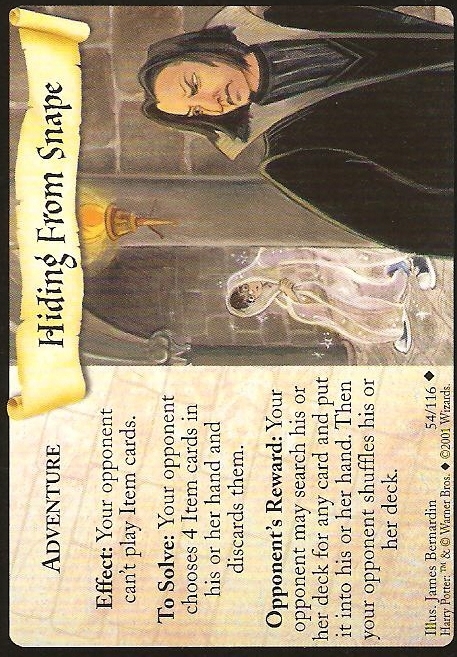 Hiding From Snape
ADVENTURE
Effect: Your opponent
can't play Item cards.
To Solve: Your opponent
chooses 4 Item cards in
his or her hand and
discards them.
Opponent's Reward: Your
opponent may search his or
her deck for any card and put
it into his or her hand. Then
your opponent shuffles his or
her deck.
Illus. James Bernardin 54/116 ◆
Harry Potter: ™ & © Warner Bros. ◆ ©2001 Wizards.